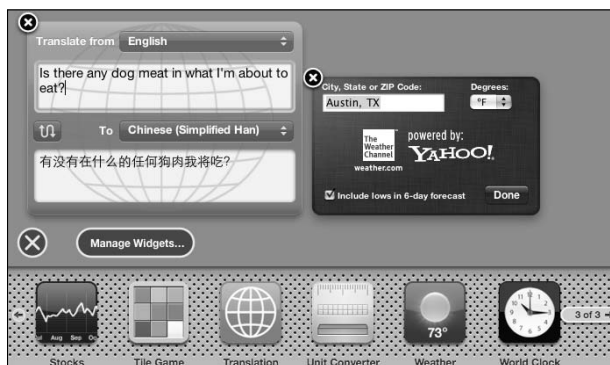 Translate from English
Is there any dog meat in what I'm about to
eat?
To Chinese (Simplified Han)
有没有在什么的任何狗肉我将吃?
City, State or ZIP Code:
Degrees:
Austin, TX
°F
The
Weather
Channel
weather.com
powered by:
YAHOO!
Include lows in 6-day forecast
Done
Manage Widgets...
Aug Sep
73°
12
3 of 3
Stocks
Tile Game
Translation
Unit Converter
Weather
World Clock